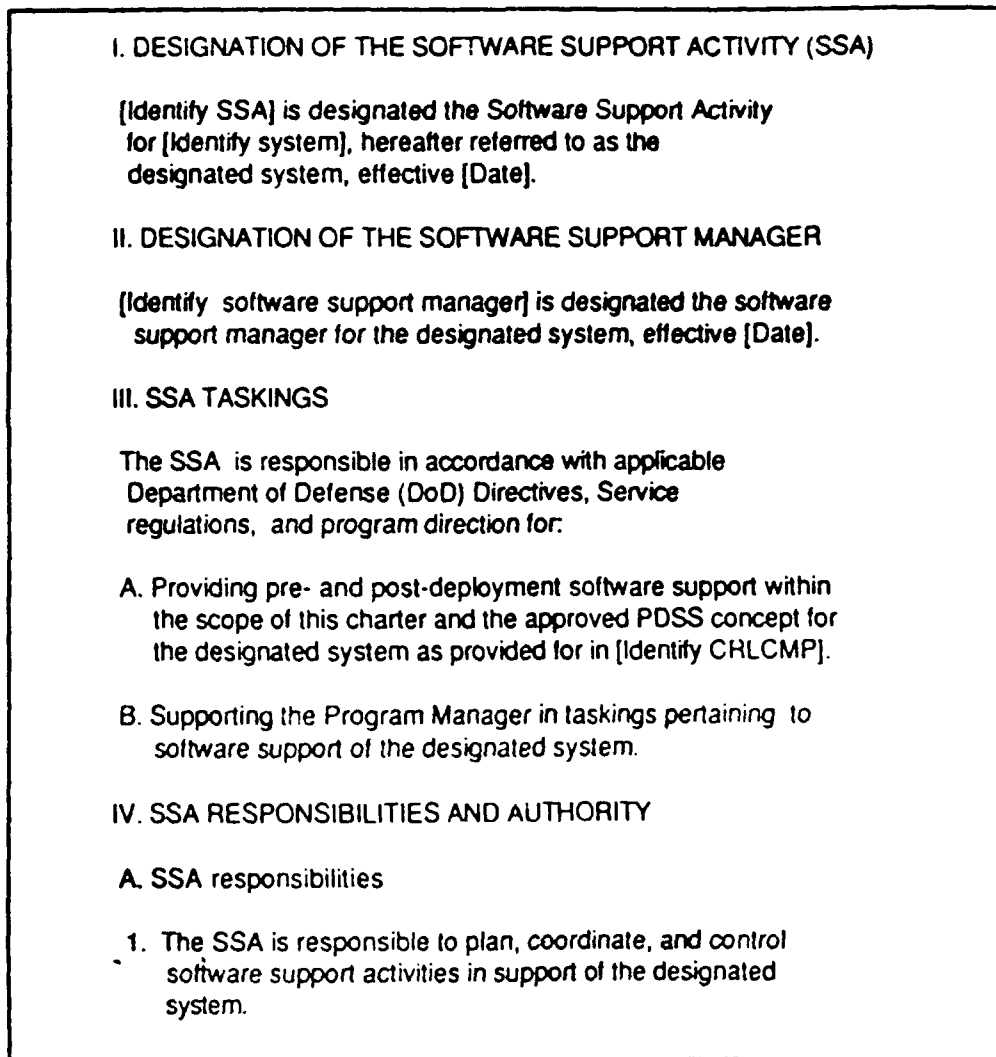 I. DESIGNATION OF THE SOFTWARE SUPPORT ACTIVITY (SSA)
[Identify SSA] is designated the Software Support Activity
for [Identify system], hereafter referred to as the
designated system, effective [Date].
II. DESIGNATION OF THE SOFTWARE SUPPORT MANAGER
[Identify software support manager] is designated the software
support manager for the designated system, effective [Date].
III. SSA TASKINGS
The SSA is responsible in accordance with applicable
Department of Defense (DoD) Directives, Service
regulations, and program direction for:
A. Providing pre- and post-deployment software support within
the scope of this charter and the approved PDSS concept for
the designated system as provided for in [Identify CRLCMP].
B. Supporting the Program Manager in taskings pertaining to
software support of the designated system.
IV. SSA RESPONSIBILITIES AND AUTHORITY
A. SSA responsibilities
1. The SSA is responsible to plan, coordinate, and control
software support activities in support of the designated
system.